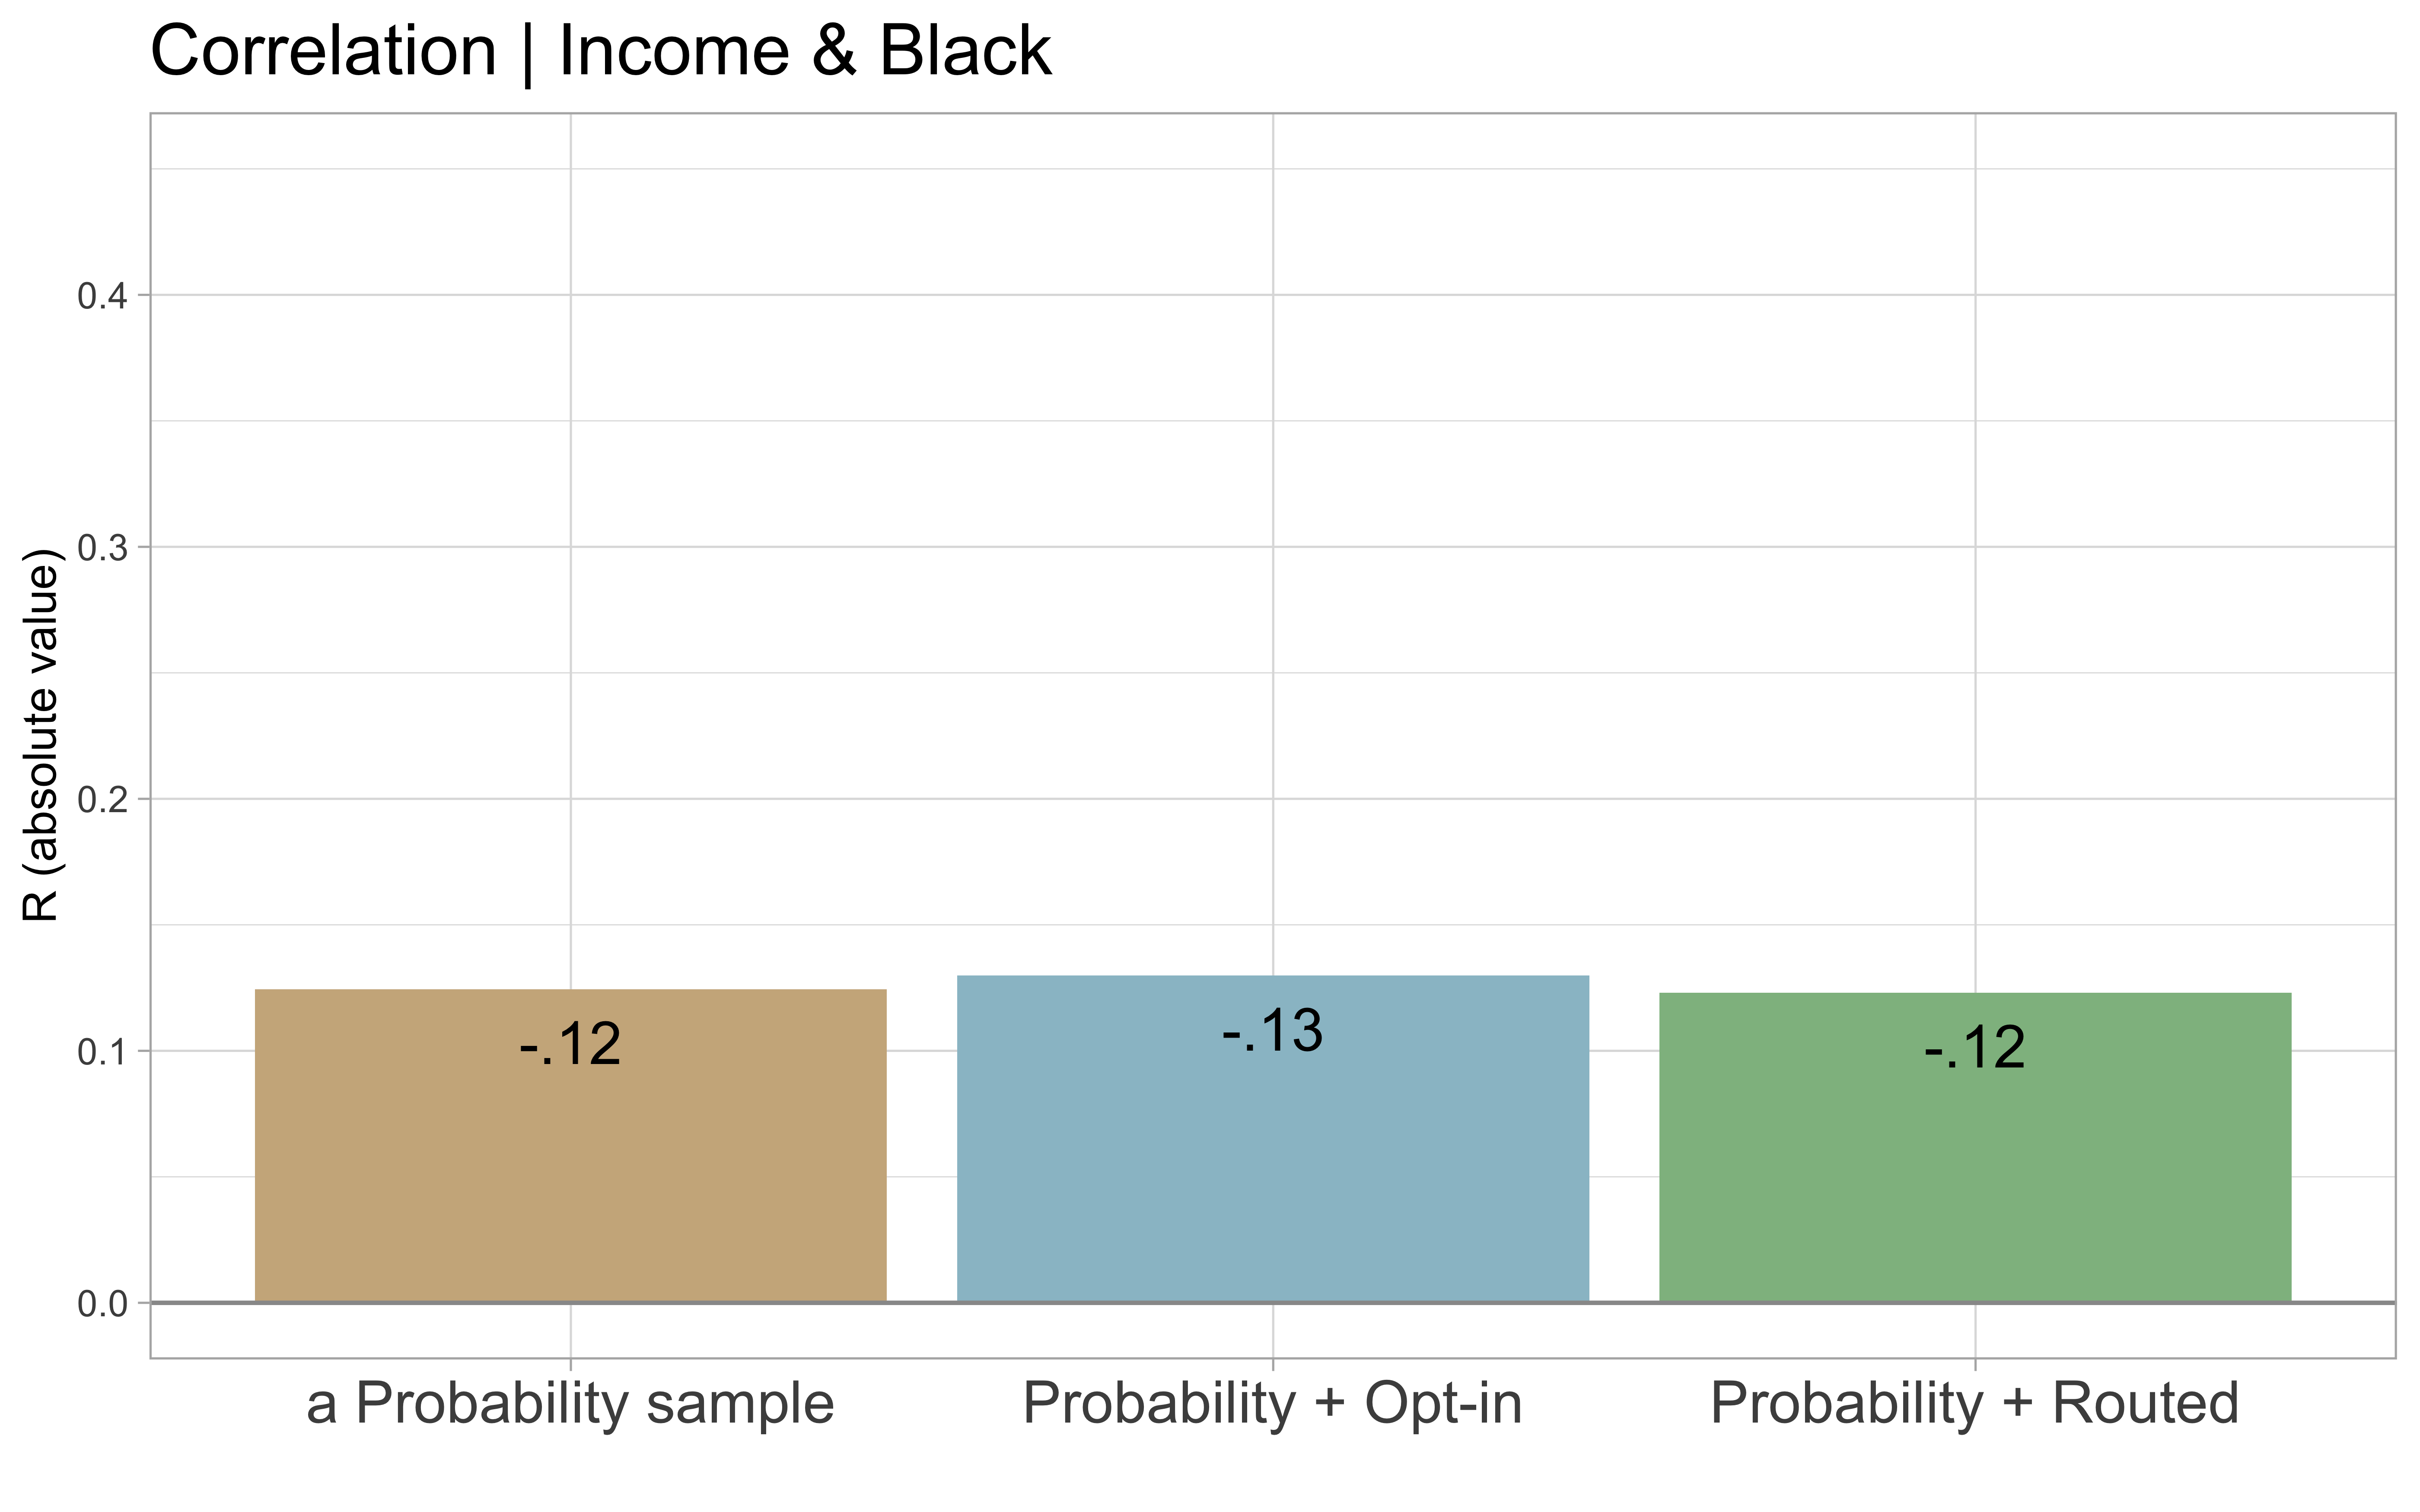 Correlation | Income & Black
R (absolute value)
0.4
0.3
0.2
0.1
0.0
-.12
-.13
-.12
a Probability sample
Probability + Opt-in
Probability + Routed